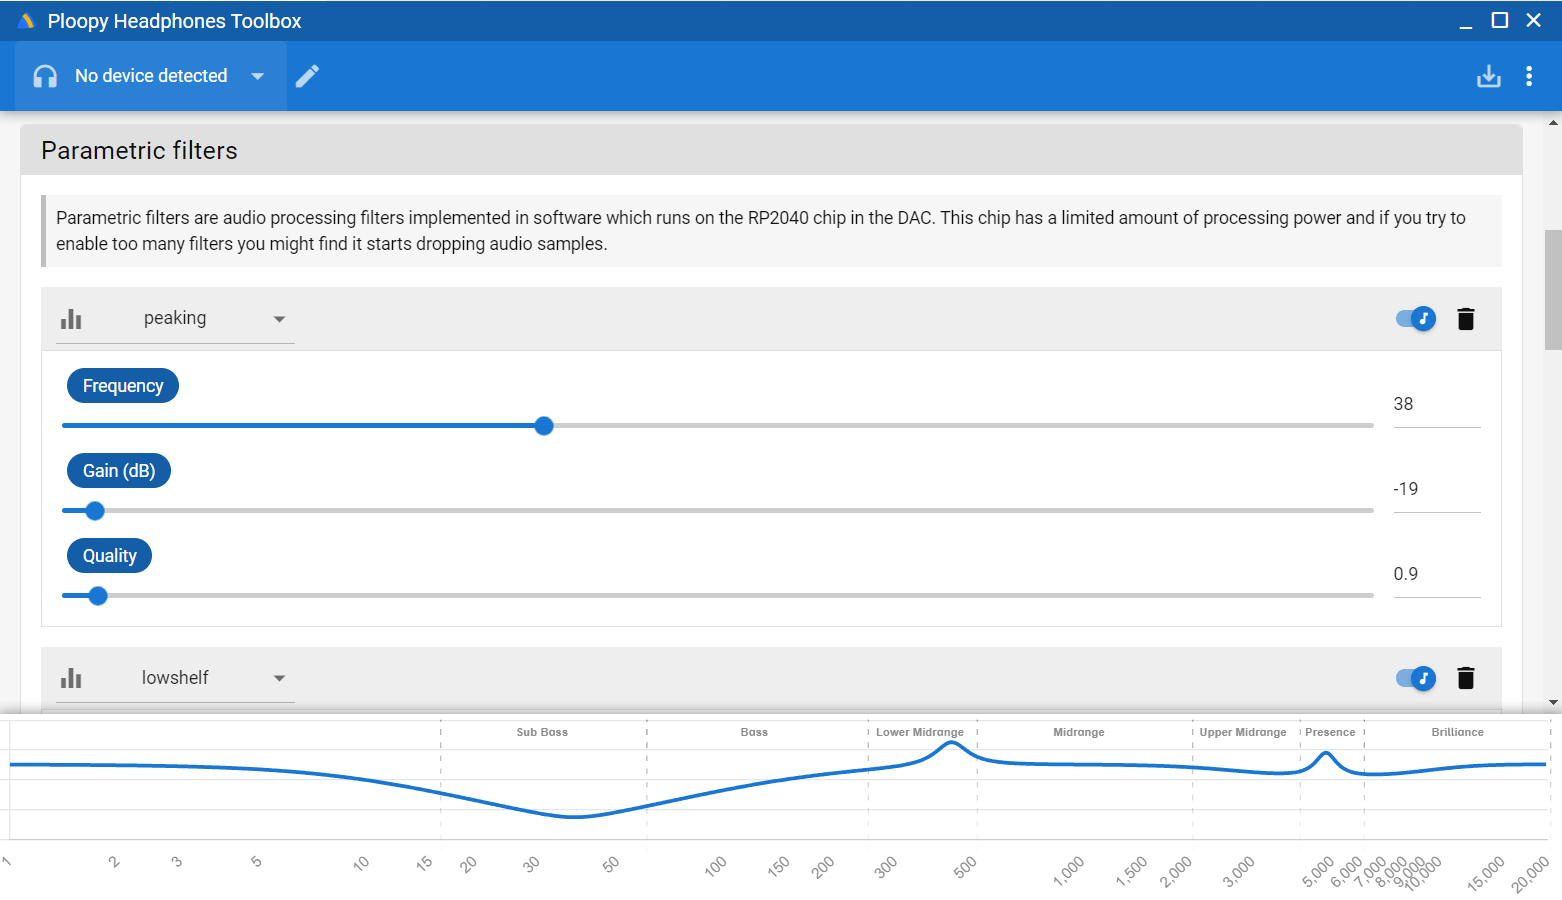 Ploopy Headphones Toolbox
No device detected
Parametric filters
Parametric filters are audio processing filters implemented in software which runs on the RP2040 chip in the DAC. This chip has a limited amount of processing power and if you try to
enable too many filters you might find it starts dropping audio samples.
peaking
Frequency
38
Gain (dB)
-19
Quality
0.9
lowshelf
Sub Bass Bass Lower Midrange Midrange Upper Midrange Presence Brilliance
1 2 3 5 10 15 20 30 50 100 150 200 300 500 1,000 1,500 2,000 3,000 5,000 6,000 7,000 8,000 9,000 10,000 15,000 20,000